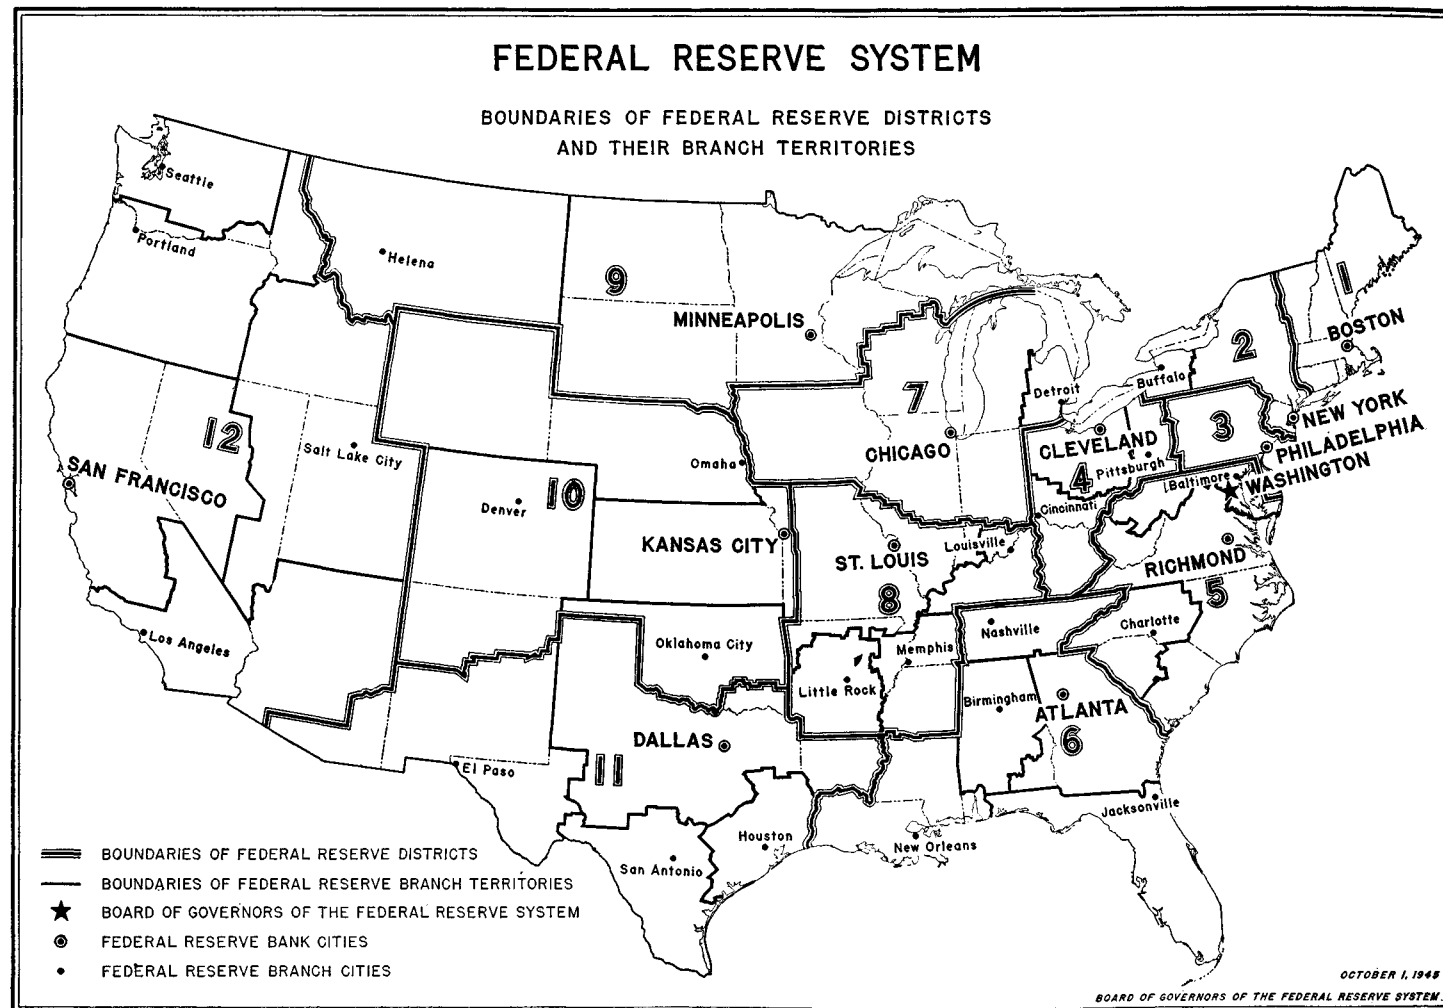 FEDERAL RESERVE SYSTEM
BOUNDARIES OF FEDERAL RESERVE DISTRICTS
AND THEIR BRANCH TERRITORIES
Seattle
Portland
Helena
9
MINNEAPOLIS
1
BOSTON
2
Buffalo
Detroit
7
CHICAGO
CLEVELAND
4
Pittsburgh
3
NEW YORK
PHILADELPHIA
WASHINGTON
Baltimore
Cincinnati
12
SAN FRANCISCO
Salt Lake City
Omaha
Denver
10
KANSAS CITY
ST. LOUIS
Louisville
8
RICHMOND
5
Los Angeles
Oklahoma City
Memphis
Nashville
Charlotte
Little Rock
Birmingham
ATLANTA
6
DALLAS
11
El Paso
Houston
San Antonio
New Orleans
Jacksonville
BOUNDARIES OF FEDERAL RESERVE DISTRICTS
BOUNDARIES OF FEDERAL RESERVE BRANCH TERRITORIES
BOARD OF GOVERNORS OF THE FEDERAL RESERVE SYSTEM
FEDERAL RESERVE BANK CITIES
FEDERAL RESERVE BRANCH CITIES
OCTOBER 1, 1945
BOARD OF GOVERNORS OF THE FEDERAL RESERVE SYSTEM